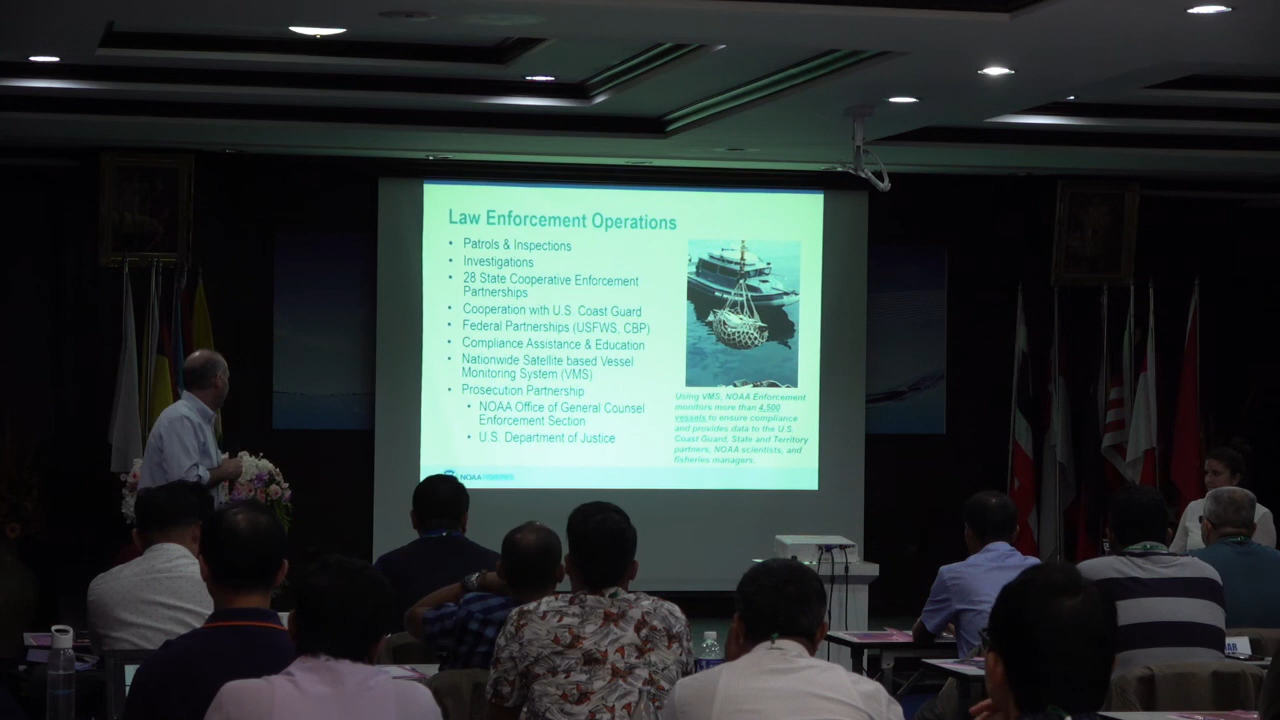 Law Enforcement Operations
• Patrols & Inspections
• Investigations
• 28 State Cooperative Enforcement
Partnerships
• Cooperation with U.S. Coast Guard
• Federal Partnerships (USFWS, CBP)
• Compliance Assistance & Education
• Nationwide Satellite based Vessel
Monitoring System (VMS)
• Prosecution Partnership
• NOAA Office of General Counsel
Enforcement Section
• U.S. Department of Justice
Using VMS, NOAA Enforcement
monitors more than 4,500
vessels to ensure compliance
and provides data to the U.S.
Coast Guard, State and Territory
partners, NOAA scientists, and
fisheries managers.
NOAA FISHERIES